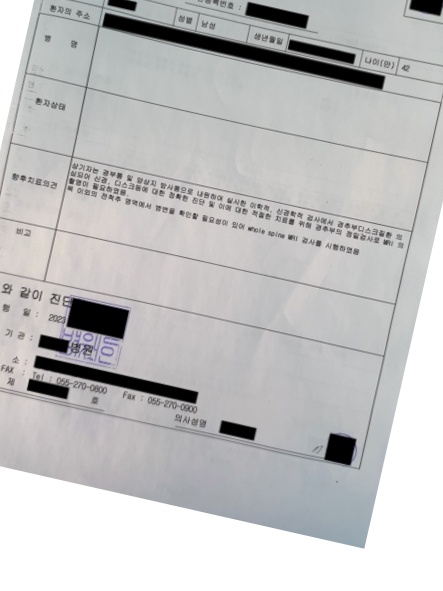 환자의 주소
성별 남성 생년월일 나이(만) 42
병 명
환자상태
향후치료의견
상기자는 경부통 및 양상지 방사통으로 내원하여 실시한 이학적, 신경학적 검사에서 경추부디스크질환 의
심되어 신경, 디스크등에 대한 정확한 진단 및 이에 대한 적절한 치료를 위해 경추부의 정밀검사로 MRI 의
촬영이 필요하였음
목 이외의 전척추 영역에서 병변을 확인할 필요성이 있어 whole spine MRI 검사를 시행하였음
비고
와 같이 진단
행 일 : 2023
기 관 : 병원
소 :
FAX : Tel : 055-270-0800 Fax : 055-270-0900
제 호
의사성명